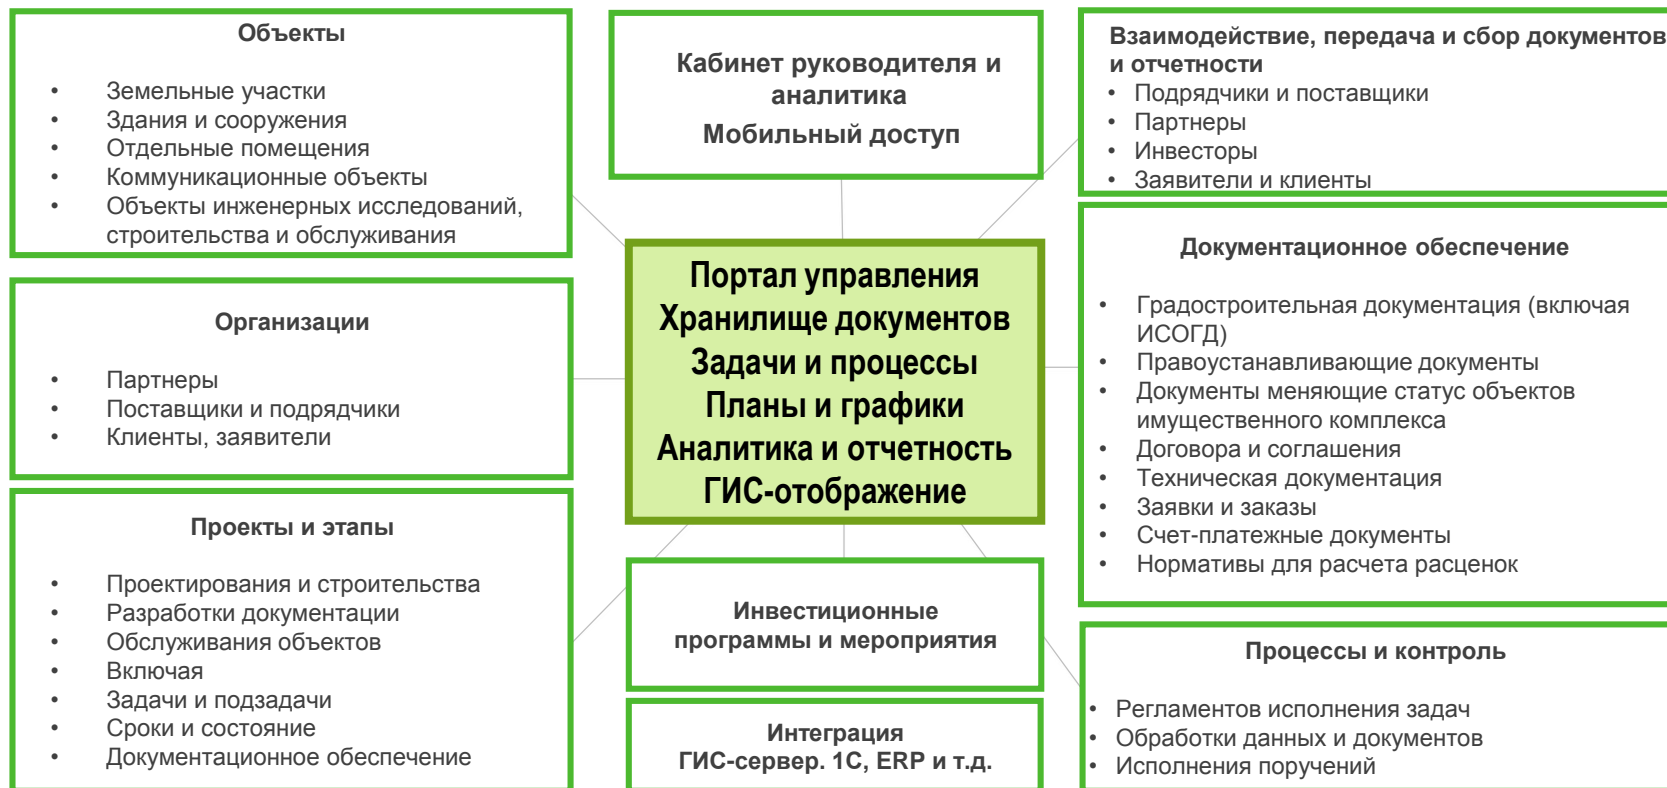 Объекты
• Земельные участки
• Здания и сооружения
• Отдельные помещения
• Коммуникационные объекты
• Объекты инженерных исследований,
строительства и обслуживания
Организации
• Партнеры
• Поставщики и подрядчики
• Клиенты, заявители
Проекты и этапы
• Проектирования и строительства
• Разработки документации
• Обслуживания объектов
• Включая
• Задачи и подзадачи
• Сроки и состояние
• Документационное обеспечение
Кабинет руководителя и
аналитика
Мобильный доступ
Портал управления
Хранилище документов
Задачи и процессы
Планы и графики
Аналитика и отчетность
ГИС-отображение
Инвестиционные
программы и мероприятия
Интеграция
ГИС-сервер. 1С, ERP и т.д.
Взаимодействие, передача и сбор документов
и отчетности
• Подрядчики и поставщики
• Партнеры
• Инвесторы
• Заявители и клиенты
Документационное обеспечение
• Градостроительная документация (включая
ИСОГД)
• Правоустанавливающие документы
• Документы меняющие статус объектов
имущественного комплекса
• Договора и соглашения
• Техническая документация
• Заявки и заказы
• Счет-платежные документы
• Нормативы для расчета расценок
Процессы и контроль
• Регламентов исполнения задач
• Обработки данных и документов
• Исполнения поручений